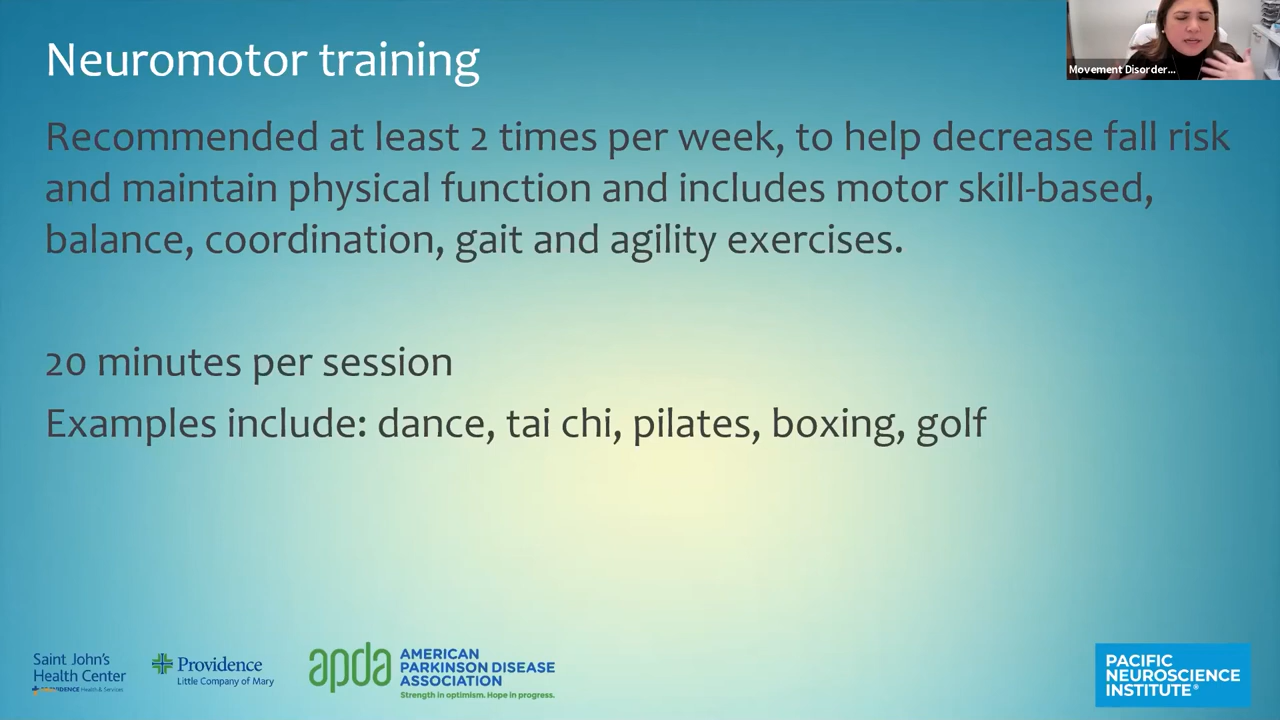 Neuromotor training
Movement Disorder...
Recommended at least 2 times per week, to help decrease fall risk
and maintain physical function and includes motor skill-based,
balance, coordination, gait and agility exercises.
20 minutes per session
Examples include: dance, tai chi, pilates, boxing, golf
Saint John's
Health Center
PROVIDENCE Health & Services
Providence
Little Company of Mary
apda
AMERICAN
PARKINSON DISEASE
ASSOCIATION
Strength in optimism. Hope in progress.
PACIFIC
NEUROSCIENCE
INSTITUTE®